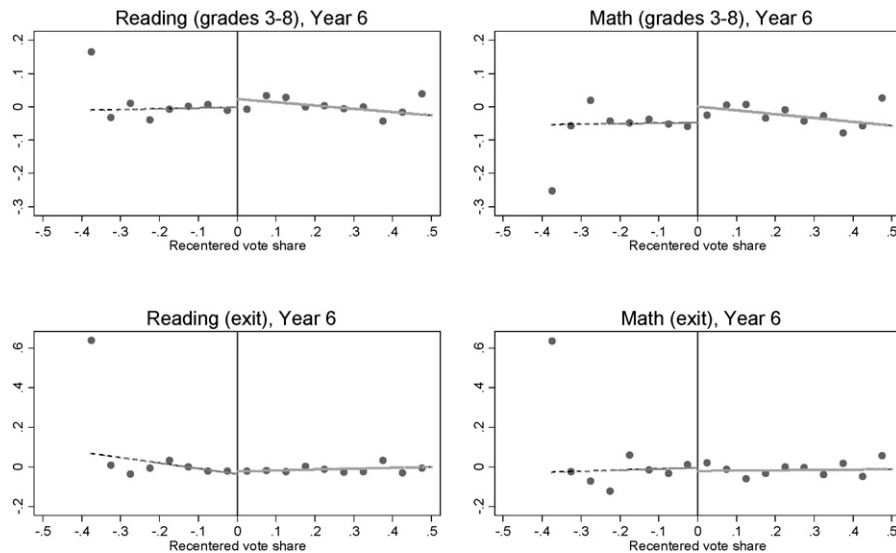 Reading (grades 3-8), Year 6
.2
.1
0
-.1
-.2
-.3
-.5 -.4 -.3 -.2 -.1 0 .1 .2 .3 .4 .5
Recentered vote share
Math (grades 3-8), Year 6
.2
.1
0
-.1
-.2
-.3
-.5 -.4 -.3 -.2 -.1 0 .1 .2 .3 .4 .5
Recentered vote share
Reading (exit), Year 6
.6
.4
.2
0
-.2
-.5 -.4 -.3 -.2 -.1 0 .1 .2 .3 .4 .5
Recentered vote share
Math (exit), Year 6
.6
.4
.2
0
-.2
-.5 -.4 -.3 -.2 -.1 0 .1 .2 .3 .4 .5
Recentered vote share